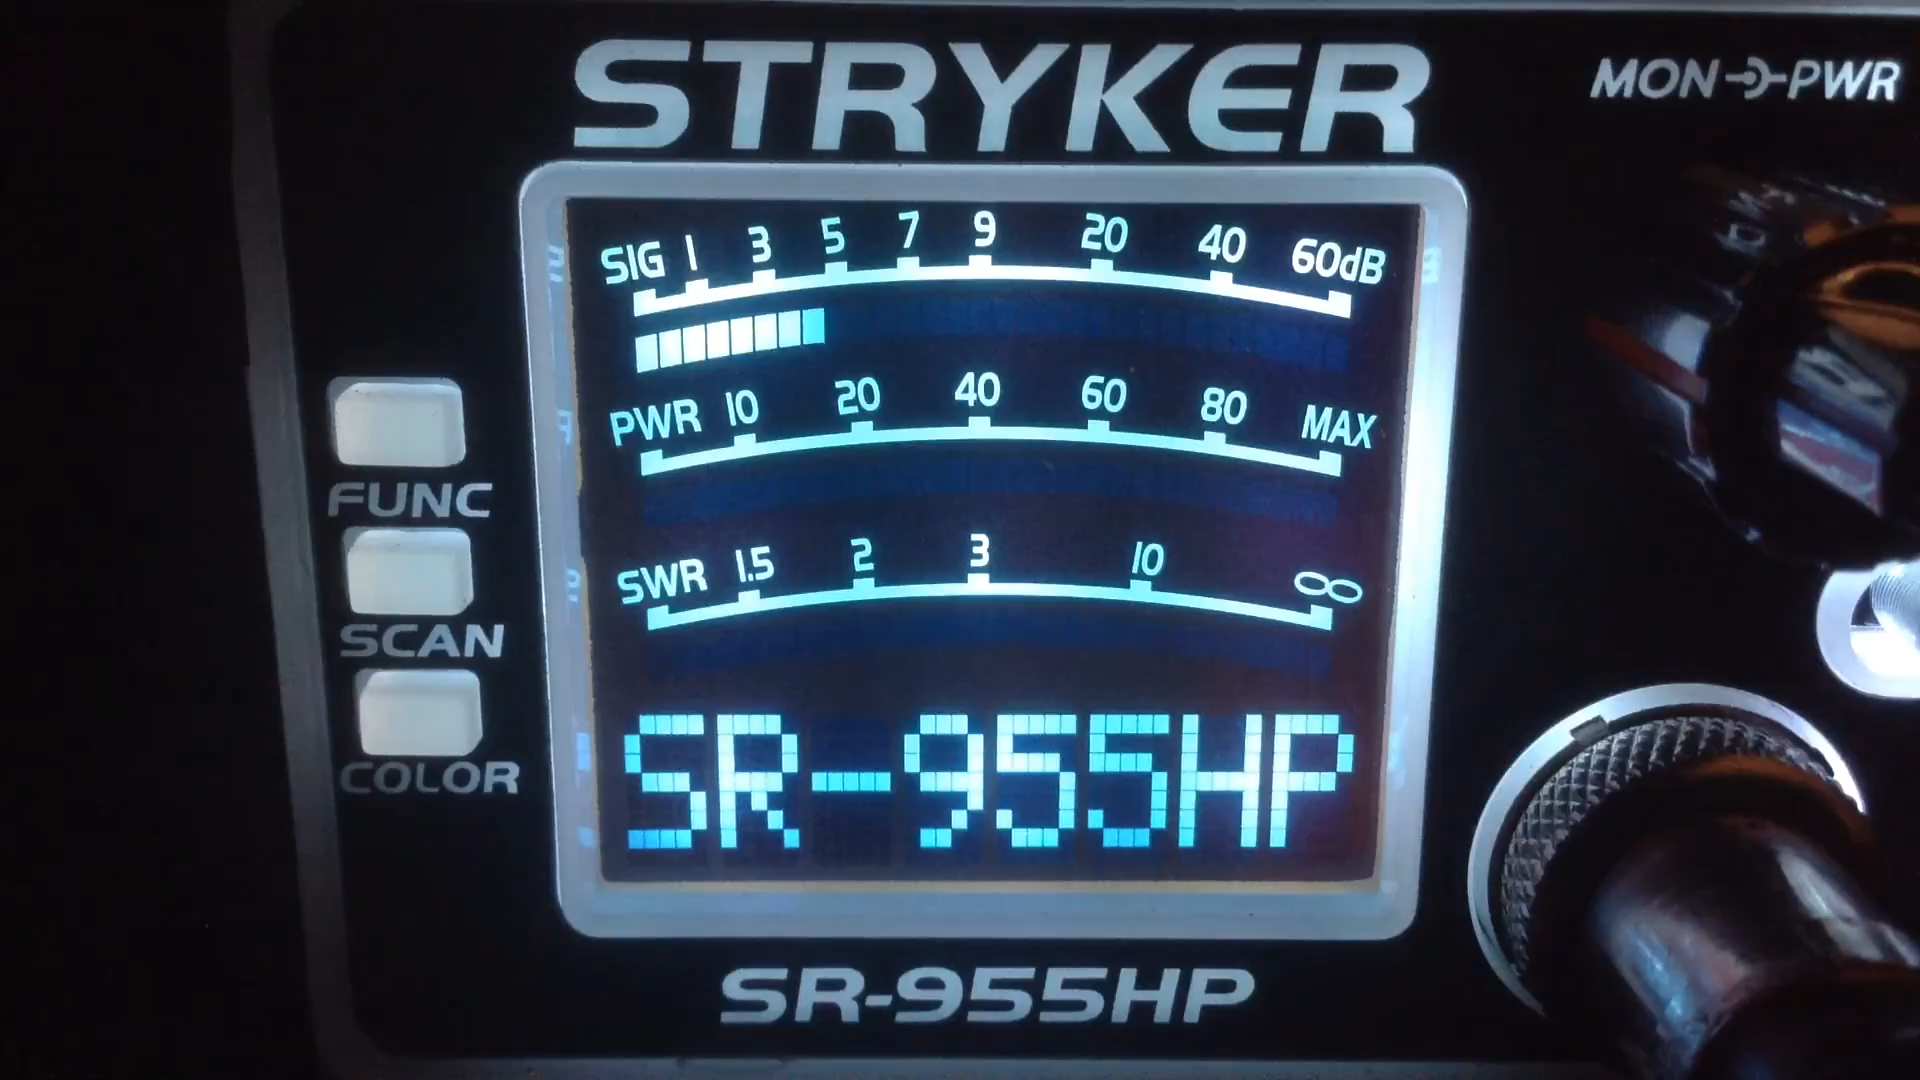 STRYKER
MON PWR
SIG 1 3 5 7 9 20 40 60dB
PWR 10 20 40 60 80 MAX
SWR 1.5 2 3 10 ∞
FUNC
SCAN
COLOR
SR-955HP
SR-955HP